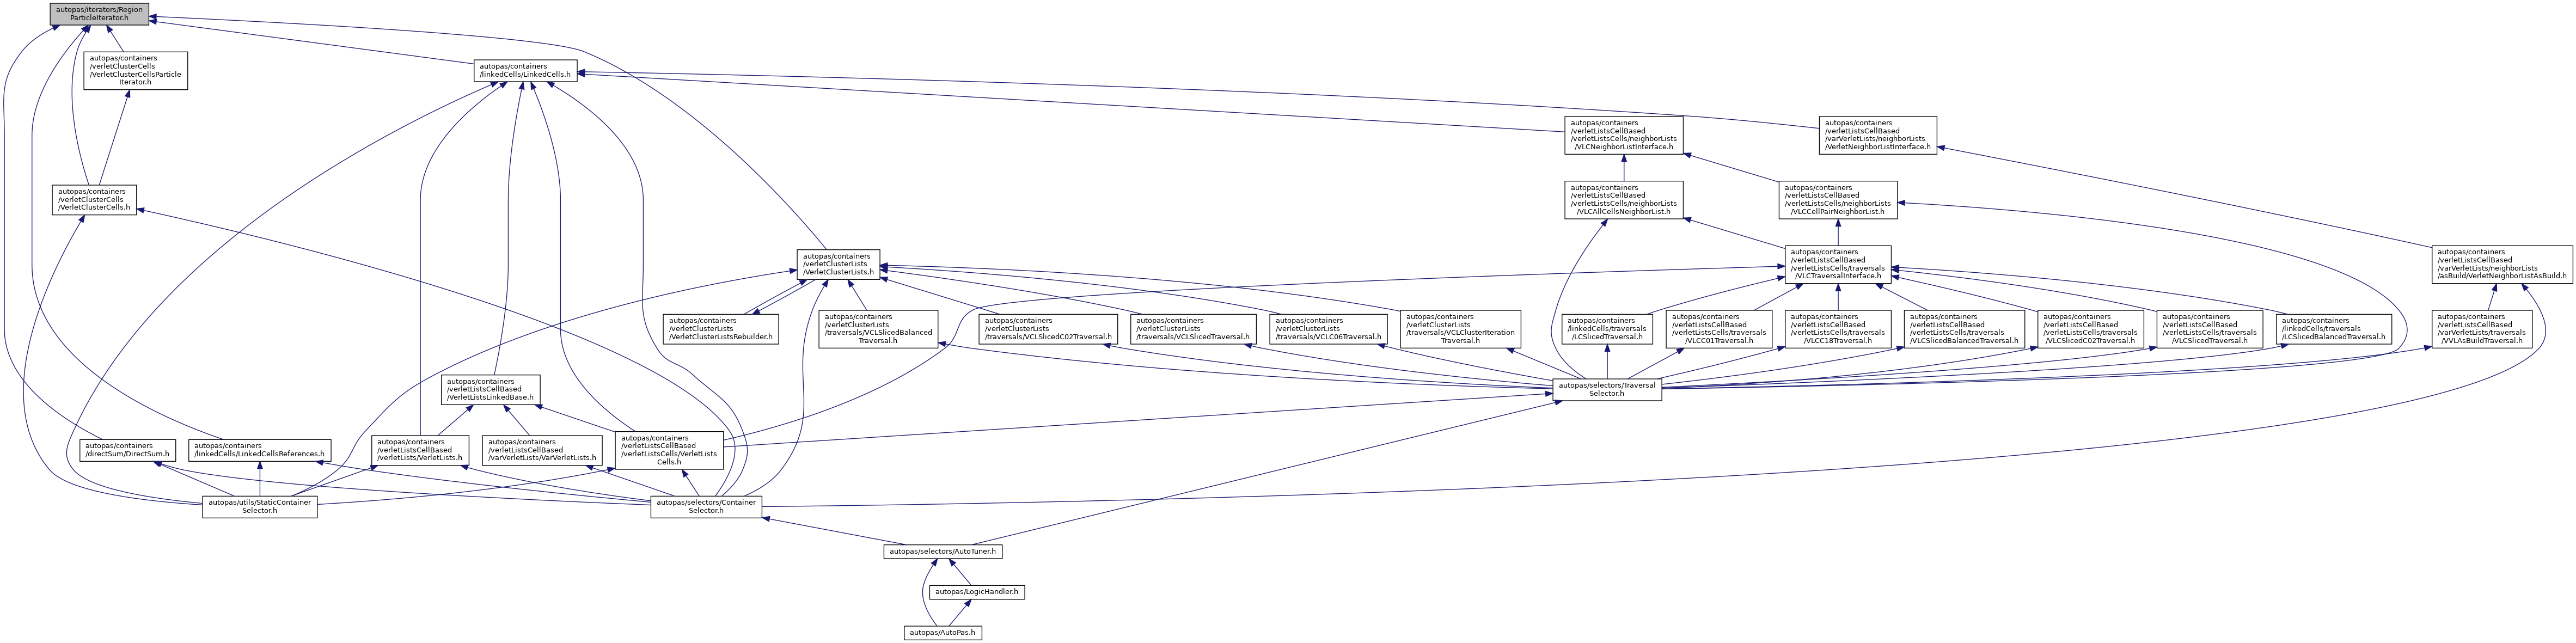 autopas/iterators/Region
ParticleIterator.h
autopas/containers
/verletClusterCells
/VerletClusterCellsParticle
Iterator.h
autopas/containers
/linkedCells/LinkedCells.h
autopas/containers
/verletListsCellBased
/verletListsCells/neighborLists
/VLCNeighborListInterface.h
autopas/containers
/verletListsCellBased
/varVerletLists/neighborLists
/VerletNeighborListInterface.h
autopas/containers
/verletClusterCells
/VerletClusterCells.h
autopas/containers
/verletListsCellBased
/verletListsCells/neighborLists
/VLCAllCellsNeighborList.h
autopas/containers
/verletListsCellBased
/verletListsCells/neighborLists
/VLCCellPairNeighborList.h
autopas/containers
/verletClusterLists
/VerletClusterLists.h
autopas/containers
/verletListsCellBased
/verletListsCells/traversals
/VLCTraversalInterface.h
autopas/containers
/verletListsCellBased
/varVerletLists/neighborLists
/asBuild/VerletNeighborListAsBuild.h
autopas/containers
/verletClusterLists
/VerletClusterListsRebuilder.h
autopas/containers
/verletClusterLists
/traversals/VCLSlicedBalanced
Traversal.h
autopas/containers
/verletClusterLists
/traversals/VCLSlicedC02Traversal.h
autopas/containers
/verletClusterLists
/traversals/VCLSlicedTraversal.h
autopas/containers
/verletClusterLists
/traversals/VCLC06Traversal.h
autopas/containers
/verletClusterLists
/traversals/VCLClusterIteration
Traversal.h
autopas/containers
/linkedCells/traversals
/LCSlicedTraversal.h
autopas/containers
/verletListsCellBased
/verletListsCells/traversals
/VLCC01Traversal.h
autopas/containers
/verletListsCellBased
/verletListsCells/traversals
/VLCC18Traversal.h
autopas/containers
/verletListsCellBased
/verletListsCells/traversals
/VLCSlicedBalancedTraversal.h
autopas/containers
/verletListsCellBased
/verletListsCells/traversals
/VLCSlicedC02Traversal.h
autopas/containers
/verletListsCellBased
/verletListsCells/traversals
/VLCSlicedTraversal.h
autopas/containers
/linkedCells/traversals
/LCSlicedBalancedTraversal.h
autopas/containers
/verletListsCellBased
/varVerletLists/traversals
/VVLAsBuildTraversal.h
autopas/containers
/verletListsCellBased
/VerletListsLinkedBase.h
autopas/selectors/Traversal
Selector.h
autopas/containers
/directSum/DirectSum.h
autopas/containers
/linkedCells/LinkedCellsReferences.h
autopas/containers
/verletListsCellBased
/verletLists/VerletLists.h
autopas/containers
/verletListsCellBased
/varVerletLists/VarVerletLists.h
autopas/containers
/verletListsCellBased
/verletListsCells/VerletLists
Cells.h
autopas/utils/StaticContainer
Selector.h
autopas/selectors/Container
Selector.h
autopas/selectors/AutoTuner.h
autopas/LogicHandler.h
autopas/AutoPas.h